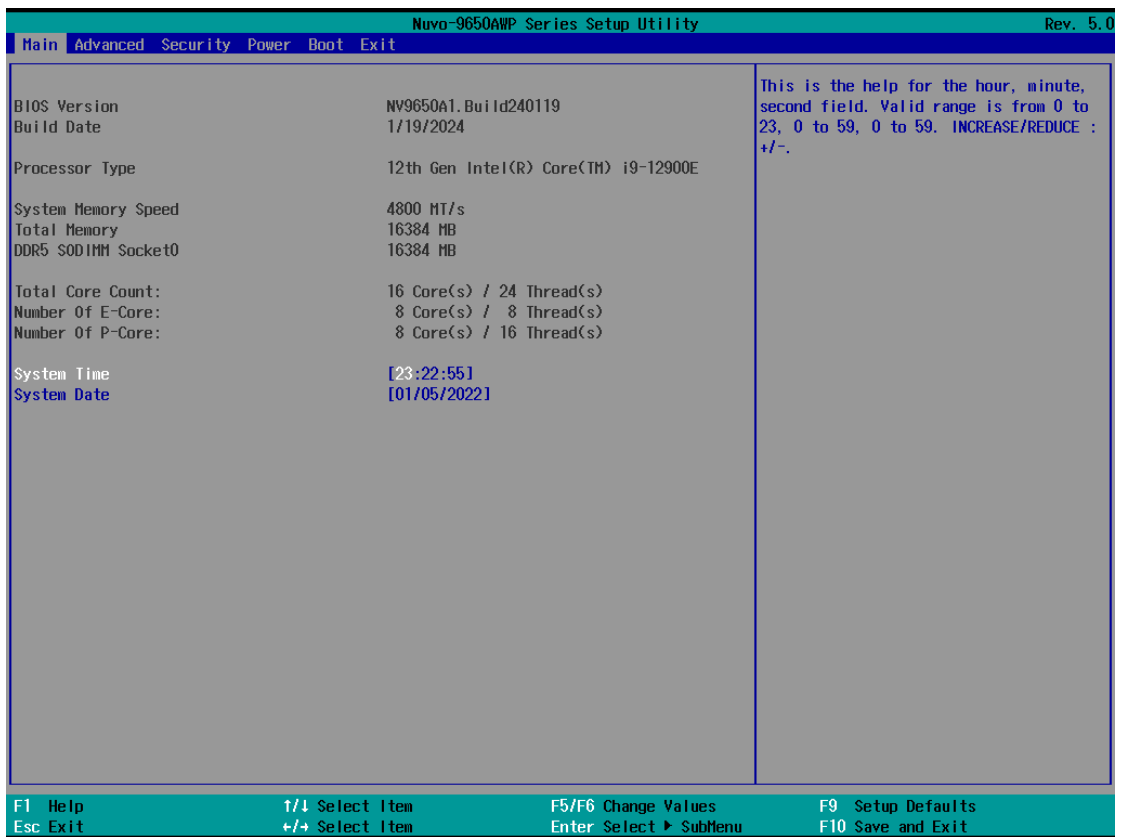 Nuvo-9650AWP Series Setup Utility Rev. 5.0
Main Advanced Security Power Boot Exit
BIOS Version NV9650A1.Build240119
Build Date 1/19/2024
Processor Type 12th Gen Intel(R) Core(TM) i9-12900E
System Memory Speed 4800 MT/s
Total Memory 16384 MB
DDR5 SODIMM Socket0 16384 MB
Total Core Count: 16 Core(s) / 24 Thread(s)
Number Of E-Core: 8 Core(s) / 8 Thread(s)
Number Of P-Core: 8 Core(s) / 16 Thread(s)
System Time [23:22:55]
System Date [01/05/2022]
This is the help for the hour, minute,
second field. Valid range is from 0 to
23, 0 to 59, 0 to 59. INCREASE/REDUCE :
+/-.
F1 Help ↑/↓ Select Item F5/F6 Change Values F9 Setup Defaults
Esc Exit ←/→ Select Item Enter Select ▶ SubMenu F10 Save and Exit